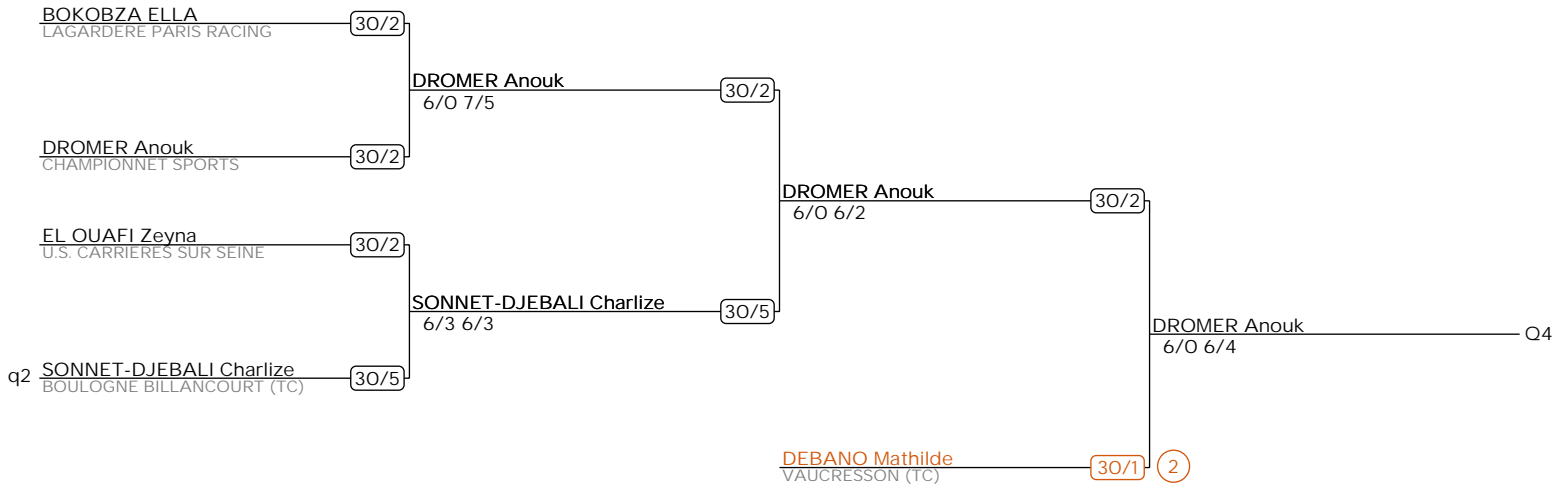 BOKOBZA ELLA
LAGARDERE PARIS RACING
30/2
DROMER Anouk
6/0 7/5
30/2
DROMER Anouk
CHAMPIONNET SPORTS
30/2
DROMER Anouk
6/0 6/2
30/2
EL OUAFI Zeyna
U.S. CARRIERES SUR SEINE
30/2
SONNET-DJEBALI Charlize
6/3 6/3
30/5
DROMER Anouk
6/0 6/4
Q4
q2 SONNET-DJEBALI Charlize
BOULOGNE BILLANCOURT (TC)
30/5
DEBANO Mathilde
VAUCRESSON (TC)
30/1
2